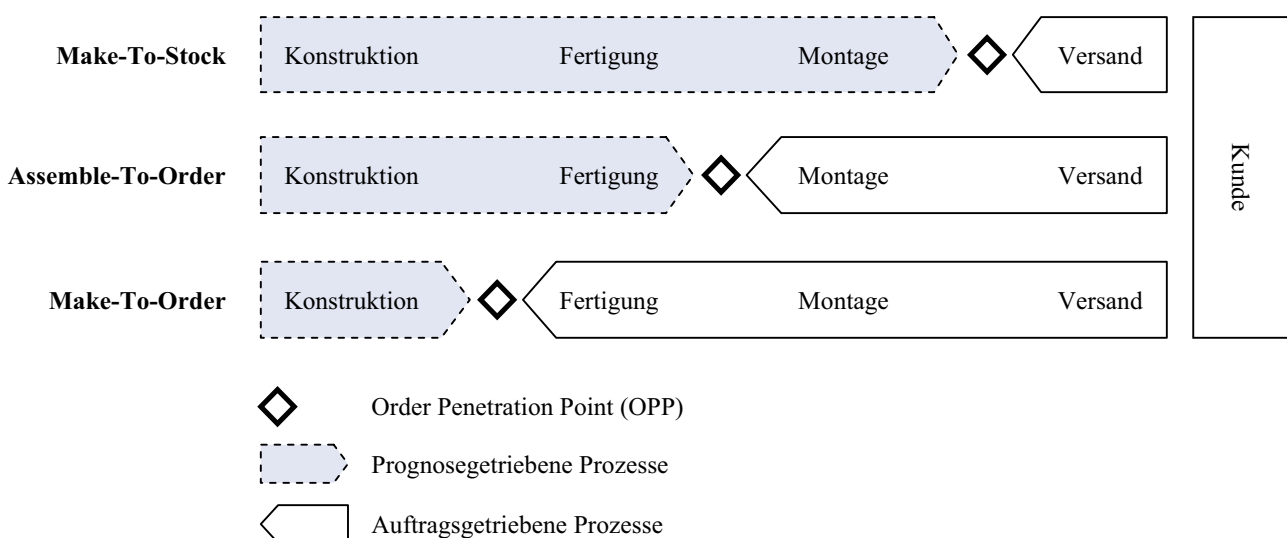 Make-To-Stock Konstruktion Fertigung Montage Versand
Assemble-To-Order Konstruktion Fertigung Montage Versand
Make-To-Order Konstruktion Fertigung Montage Versand
Kunde
Order Penetration Point (OPP)
Prognosegetriebene Prozesse
Auftragsgetriebene Prozesse